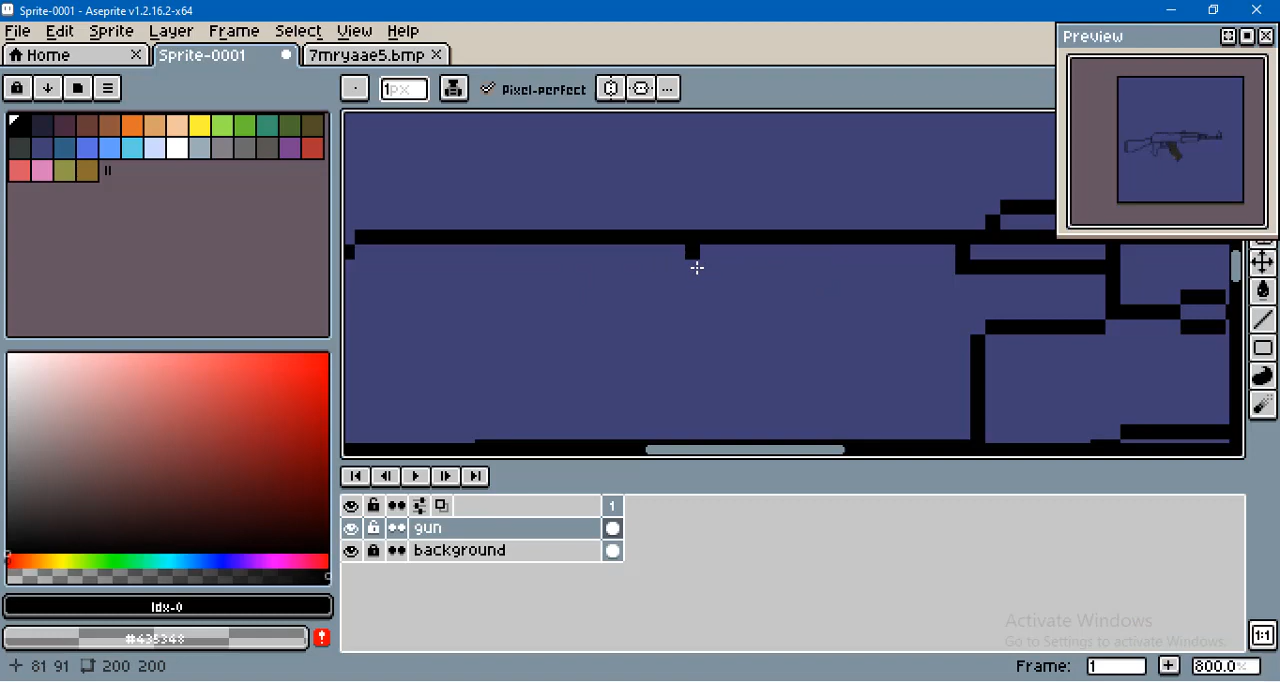 Sprite-0001 - Aseprite v1.2.16.2-x64
File Edit Sprite Layer Frame Select View Help
Preview
Home Sprite-0001 7mryaae5.bmp
1px Pixel-perfect ...
gun 1
background
Idx-0
#435348
Activate Windows
Go to Settings to activate Windows.
1:1
81 91 200 200
Frame: 1 + 800.0%